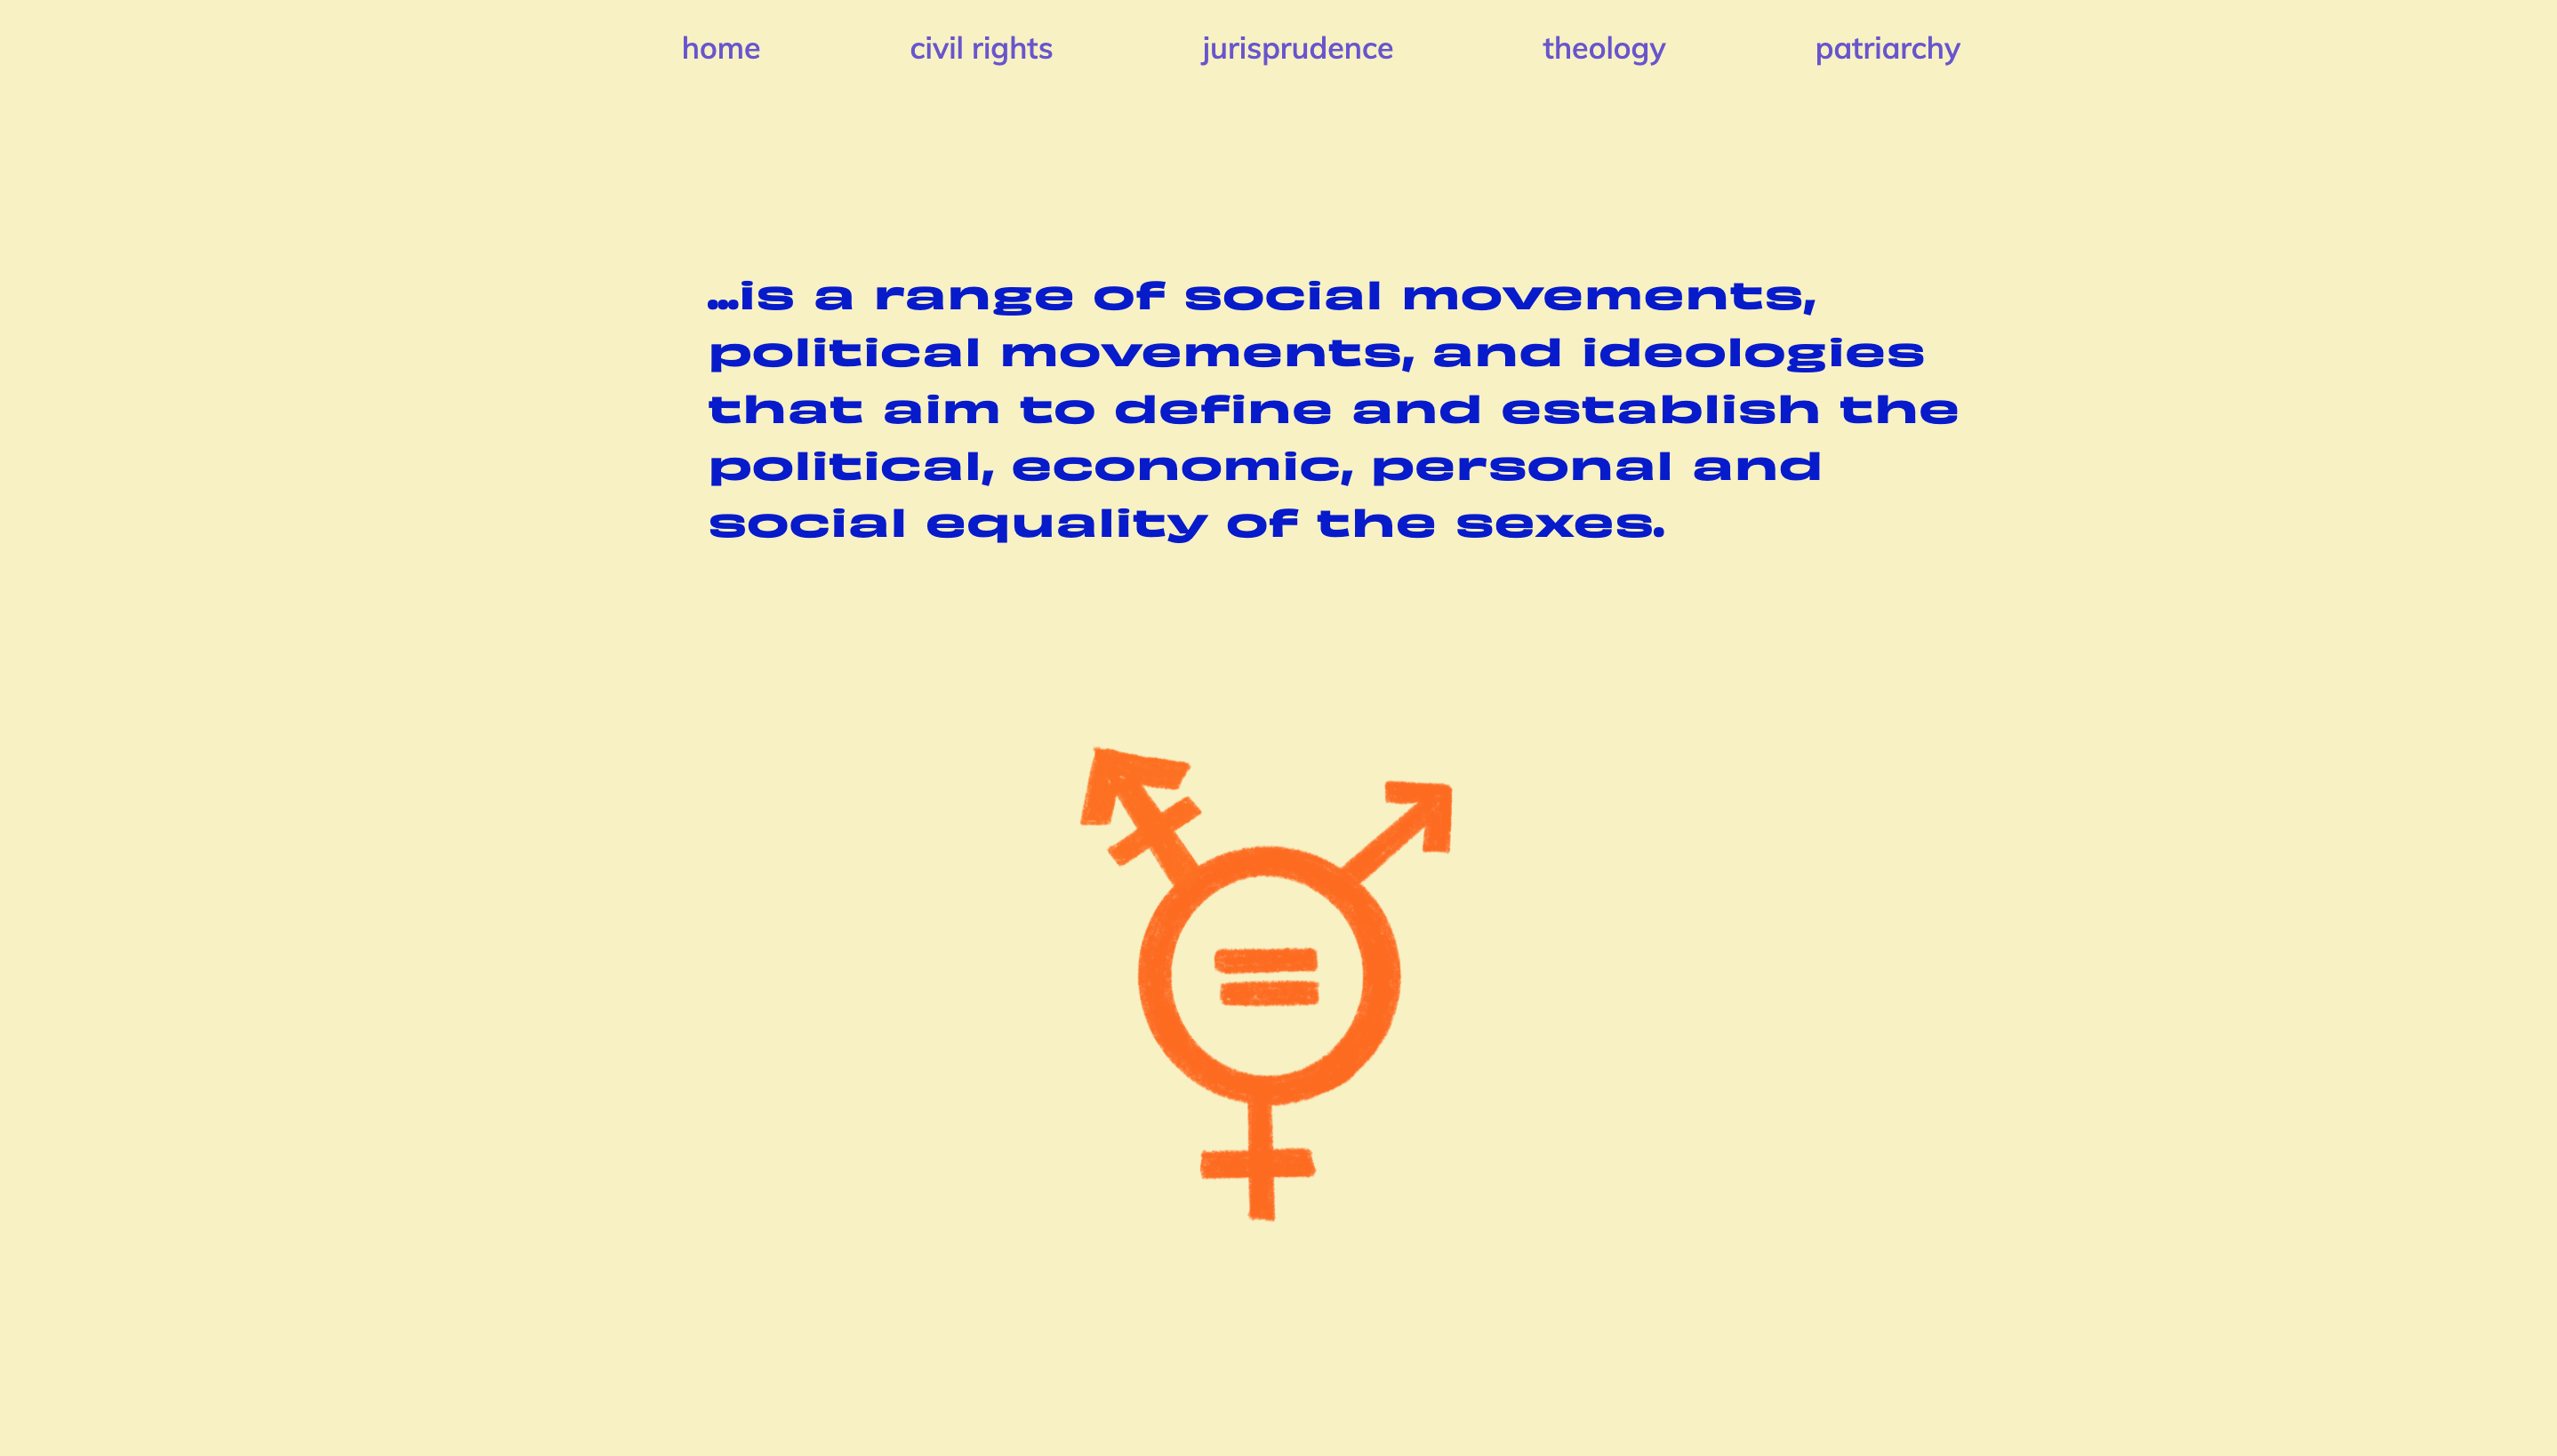 home civil rights jurisprudence theology patriarchy
...is a range of social movements,
political movements, and ideologies
that aim to define and establish the
political, economic, personal and
social equality of the sexes.
=